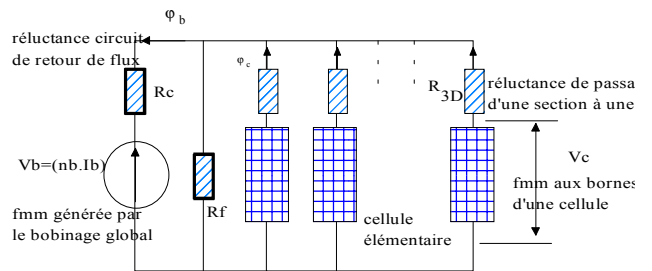 φ b
réluctance circuit
de retour de flux
φ c
Rc
R 3D
réluctance de passa
d'une section à une
Vb=(nb.Ib)
Vc
fmm aux bornes
d'une cellule
fmm générée par
le bobinage global
Rf
cellule
élémentaire